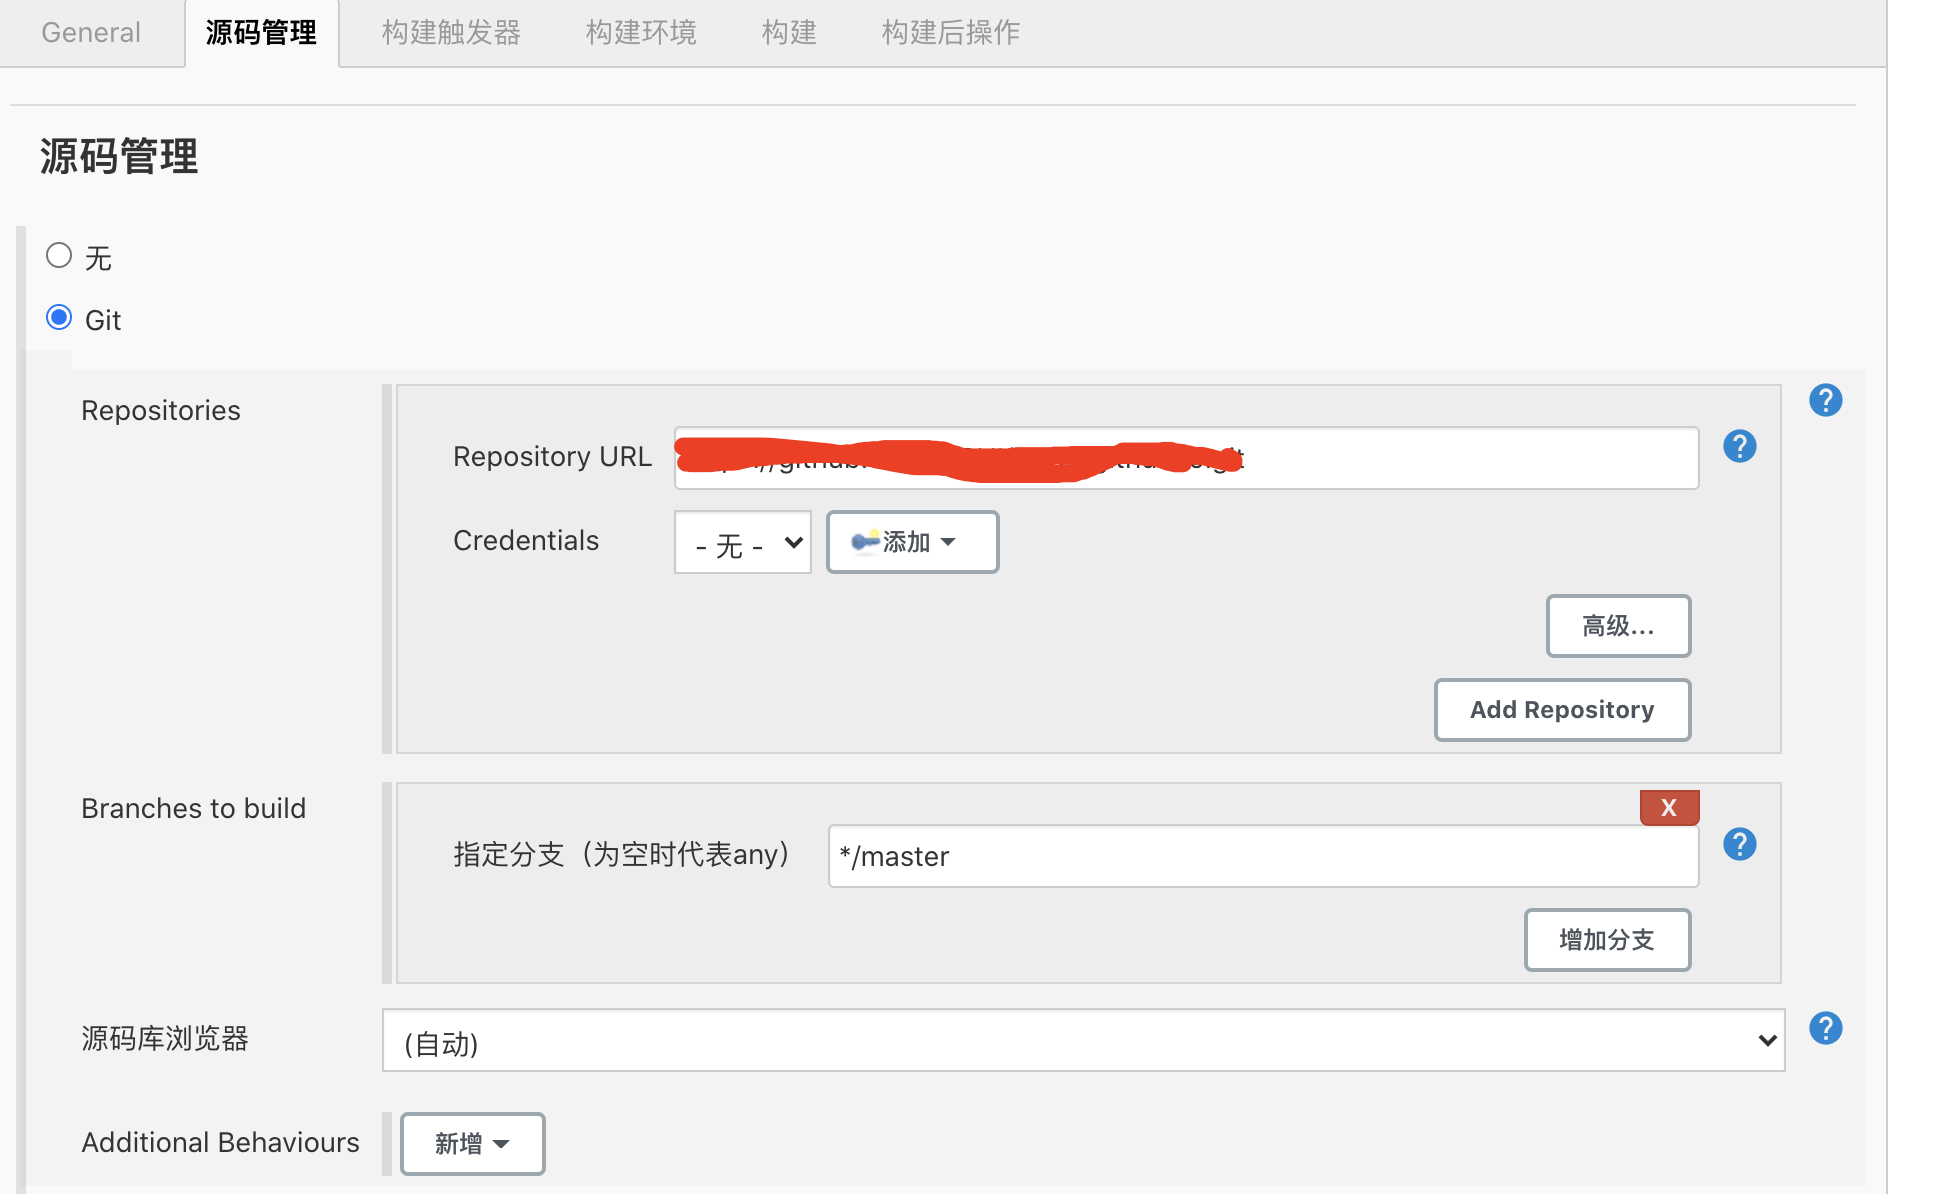 General 源码管理 构建触发器 构建环境 构建 构建后操作
源码管理
无
Git
Repositories
?
Repository URL
?
Credentials - 无 - 添加
高级...
Add Repository
Branches to build
X
指定分支（为空时代表any） */master
?
增加分支
源码库浏览器 (自动)
?
Additional Behaviours 新增